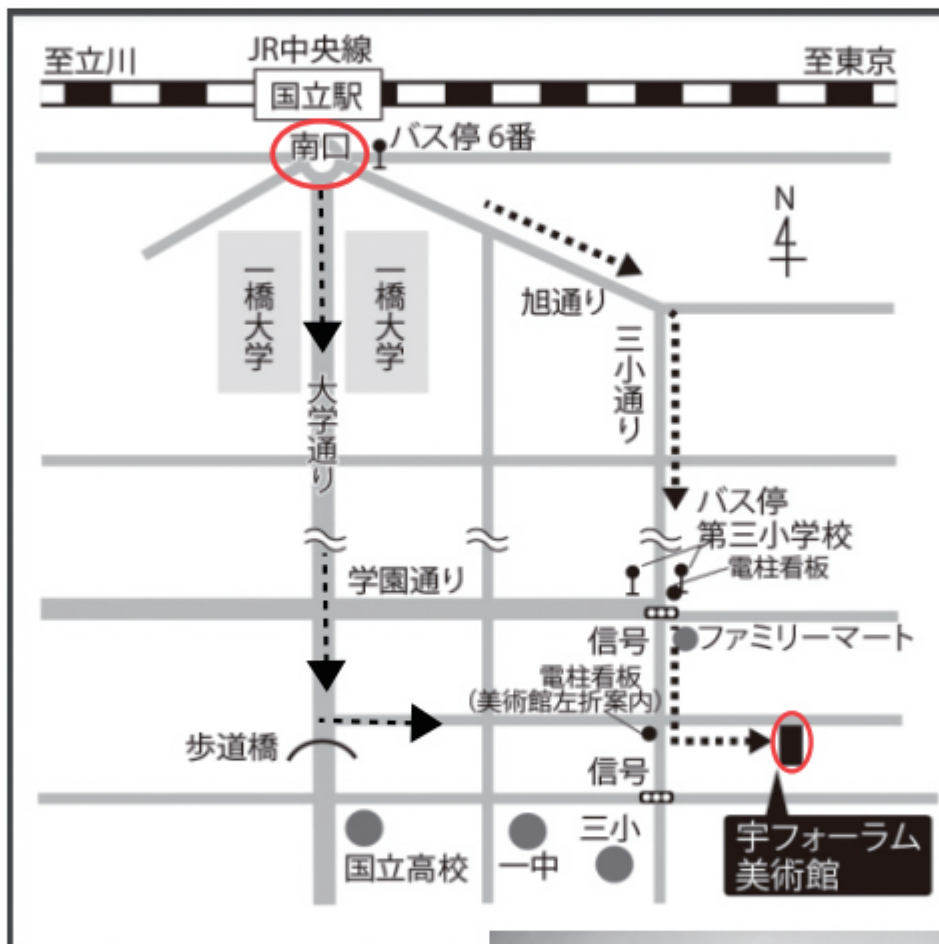 JR中央線
至立川
至東京
国立駅
南口
バス停 6番
N
一橋大学
一橋大学
旭通り
三小通り
大学通り
バス停
第三小学校
電柱看板
学園通り
信号
ファミリーマート
電柱看板
(美術館左折案内)
歩道橋
信号
三小
国立高校
一中
宇フォーラム
美術館